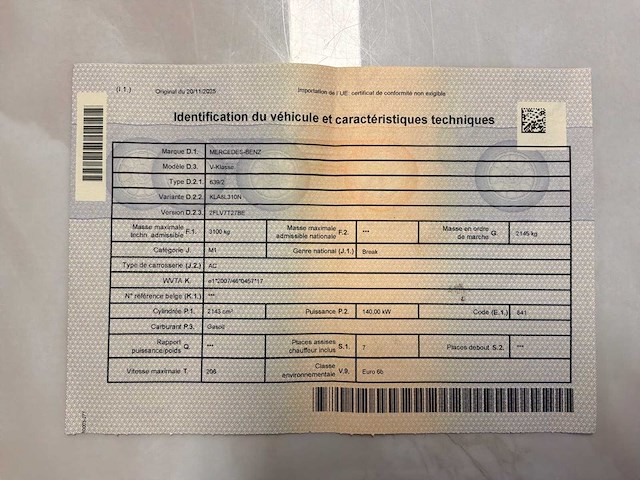 (I.1) Original du 20/11/2025 Importation de l'UE certificat de conformité non exigible
Identification du véhicule et caractéristiques techniques
Marque D.1. MERCEDES-BENZ
Modèle D.3. V-Klasse
Type D.2.1. 639/2
Variante D.2.2. KLA6L310N
Version D.2.3. 2FLV7T27BE
Masse maximale techn. admissible F.1. 3100 kg Masse maximale admissible nationale F.2. *** Masse en ordre de marche G. 2145 kg
Catégorie J. M1 Genre national (J.1.) Break
Type de carrosserie (J.2.) AC
WVTA K. e1*2007/46*0457*17
N° référence belge (K.1.) ***
Cylindrée P.1. 2143 cm³ Puissance P.2. 140,00 kW Code (E.1.) 841
Carburant P.3. Gasoil
Rapport puissance/poids Q. *** Places assises chauffeur inclus S.1. 7 Places debout S.2. ***
Vitesse maximale T. 206 Classe environnementale V.9. Euro 6b